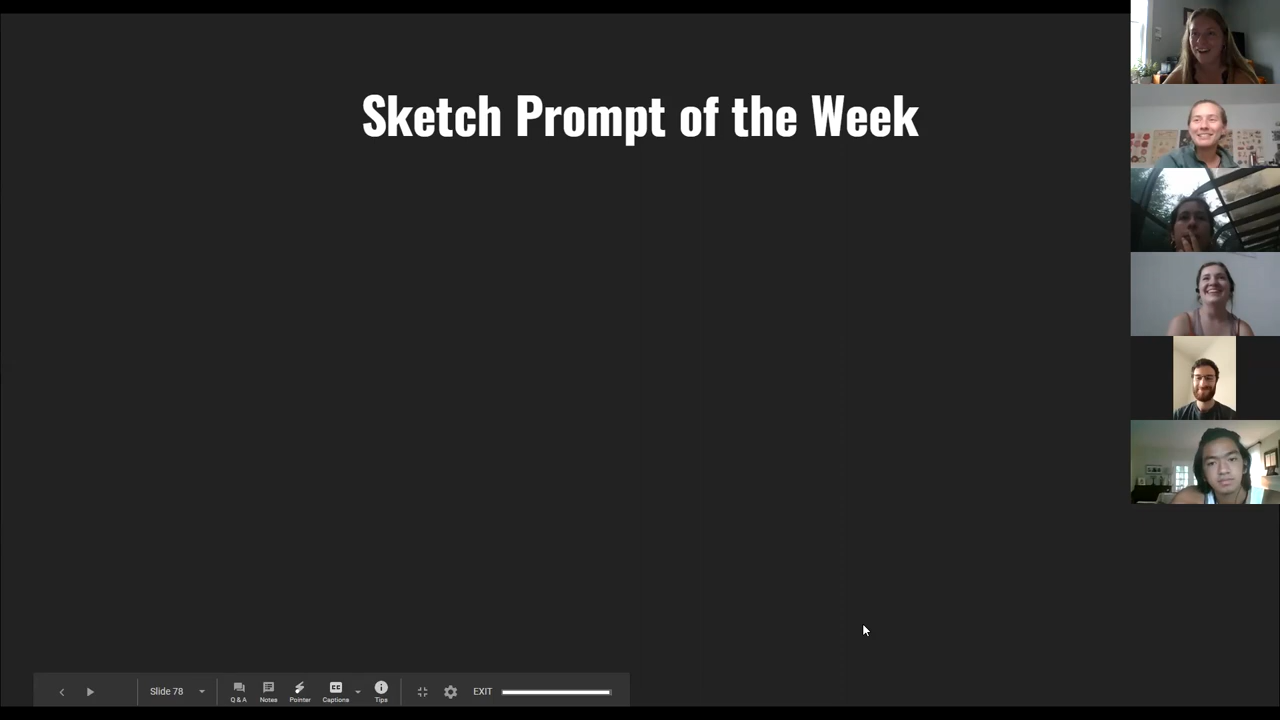 Sketch Prompt of the Week
Slide 78
Q & A
Notes
Pointer
Captions
Tips
EXIT